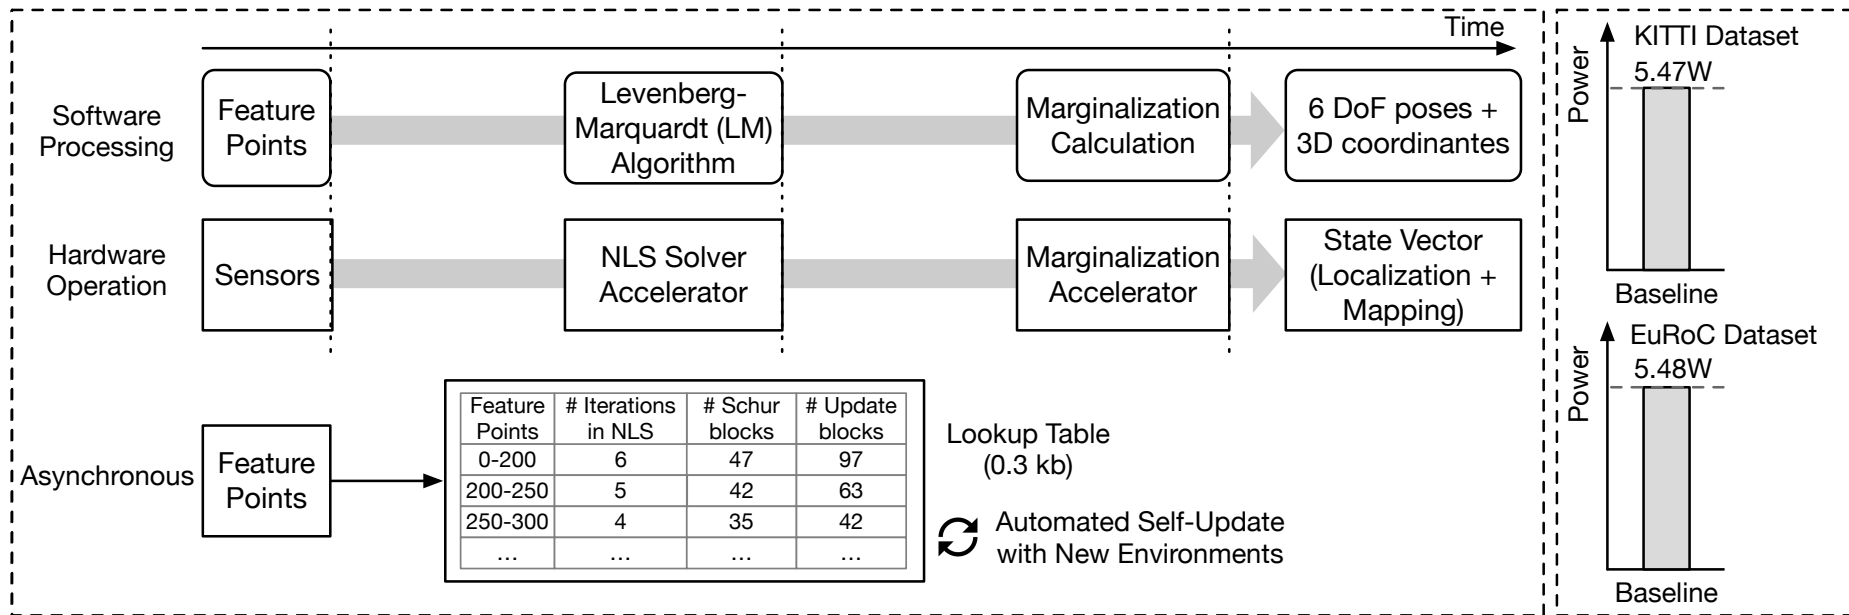 Time
Software
Processing
Feature
Points
Levenberg-
Marquardt (LM)
Algorithm
Marginalization
Calculation
6 DoF poses +
3D coordinantes
Hardware
Operation
Sensors
NLS Solver
Accelerator
Marginalization
Accelerator
State Vector
(Localization +
Mapping)
Asynchronous
Feature
Points
Feature Points | # Iterations in NLS | # Schur blocks | # Update blocks
0-200 | 6 | 47 | 97
200-250 | 5 | 42 | 63
250-300 | 4 | 35 | 42
... | ... | ... | ...
Lookup Table
(0.3 kb)
Automated Self-Update
with New Environments
KITTI Dataset
5.47W
Power
Baseline
EuRoC Dataset
5.48W
Power
Baseline